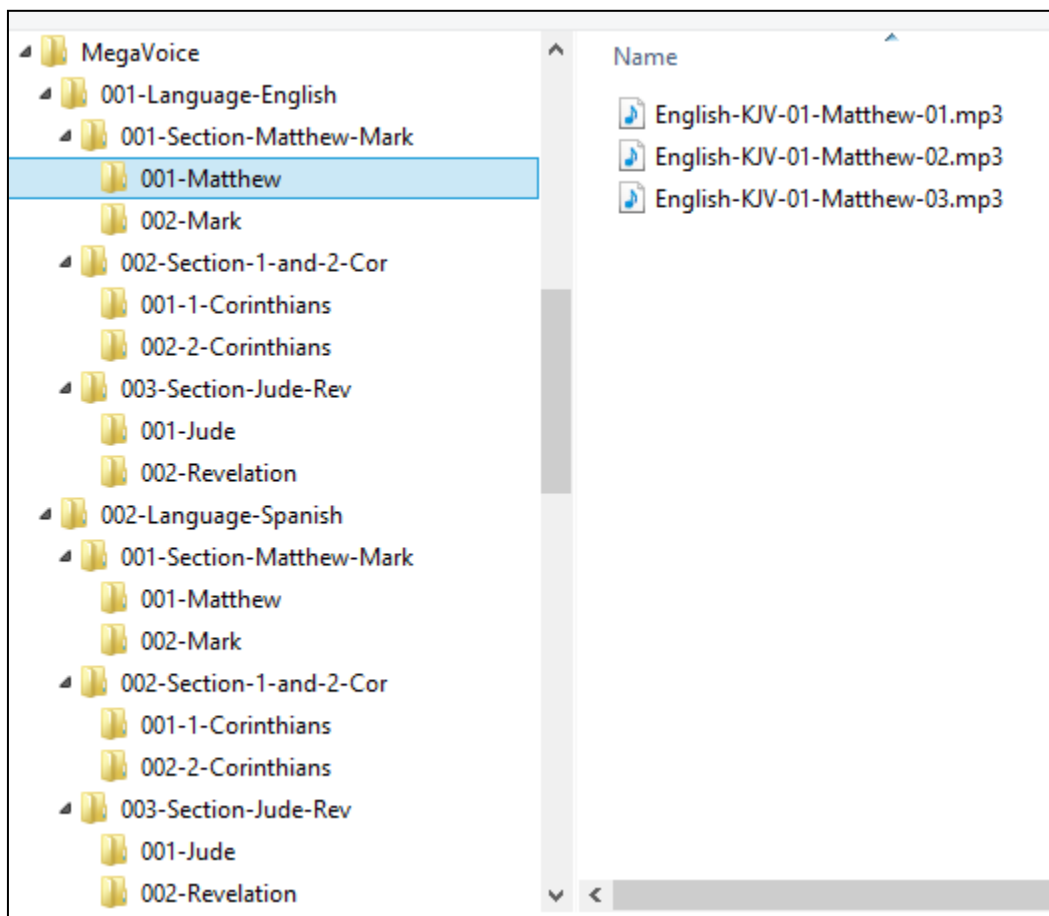 MegaVoice
001-Language-English
001-Section-Matthew-Mark
001-Matthew
002-Mark
002-Section-1-and-2-Cor
001-1-Corinthians
002-2-Corinthians
003-Section-Jude-Rev
001-Jude
002-Revelation
002-Language-Spanish
001-Section-Matthew-Mark
001-Matthew
002-Mark
002-Section-1-and-2-Cor
001-1-Corinthians
002-2-Corinthians
003-Section-Jude-Rev
001-Jude
002-Revelation
Name
English-KJV-01-Matthew-01.mp3
English-KJV-01-Matthew-02.mp3
English-KJV-01-Matthew-03.mp3